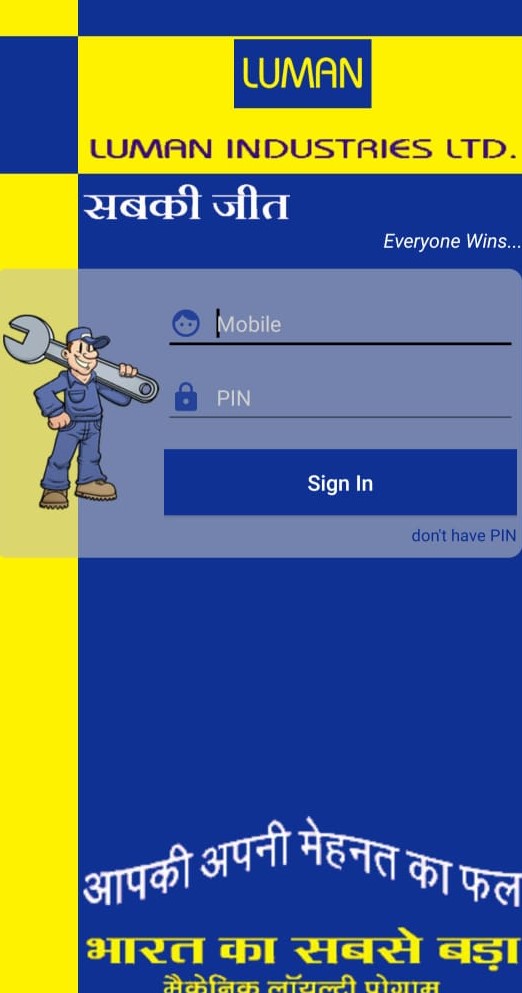 LUMAN
LUMAN INDUSTRIES LTD.
सबकी जीत
Everyone Wins...
Mobile
PIN
Sign In
don't have PIN
आपकी अपनी मेहनत का फल
भारत का सबसे बड़ा
मैकेनिक लॉयल्टी प्रोग्राम